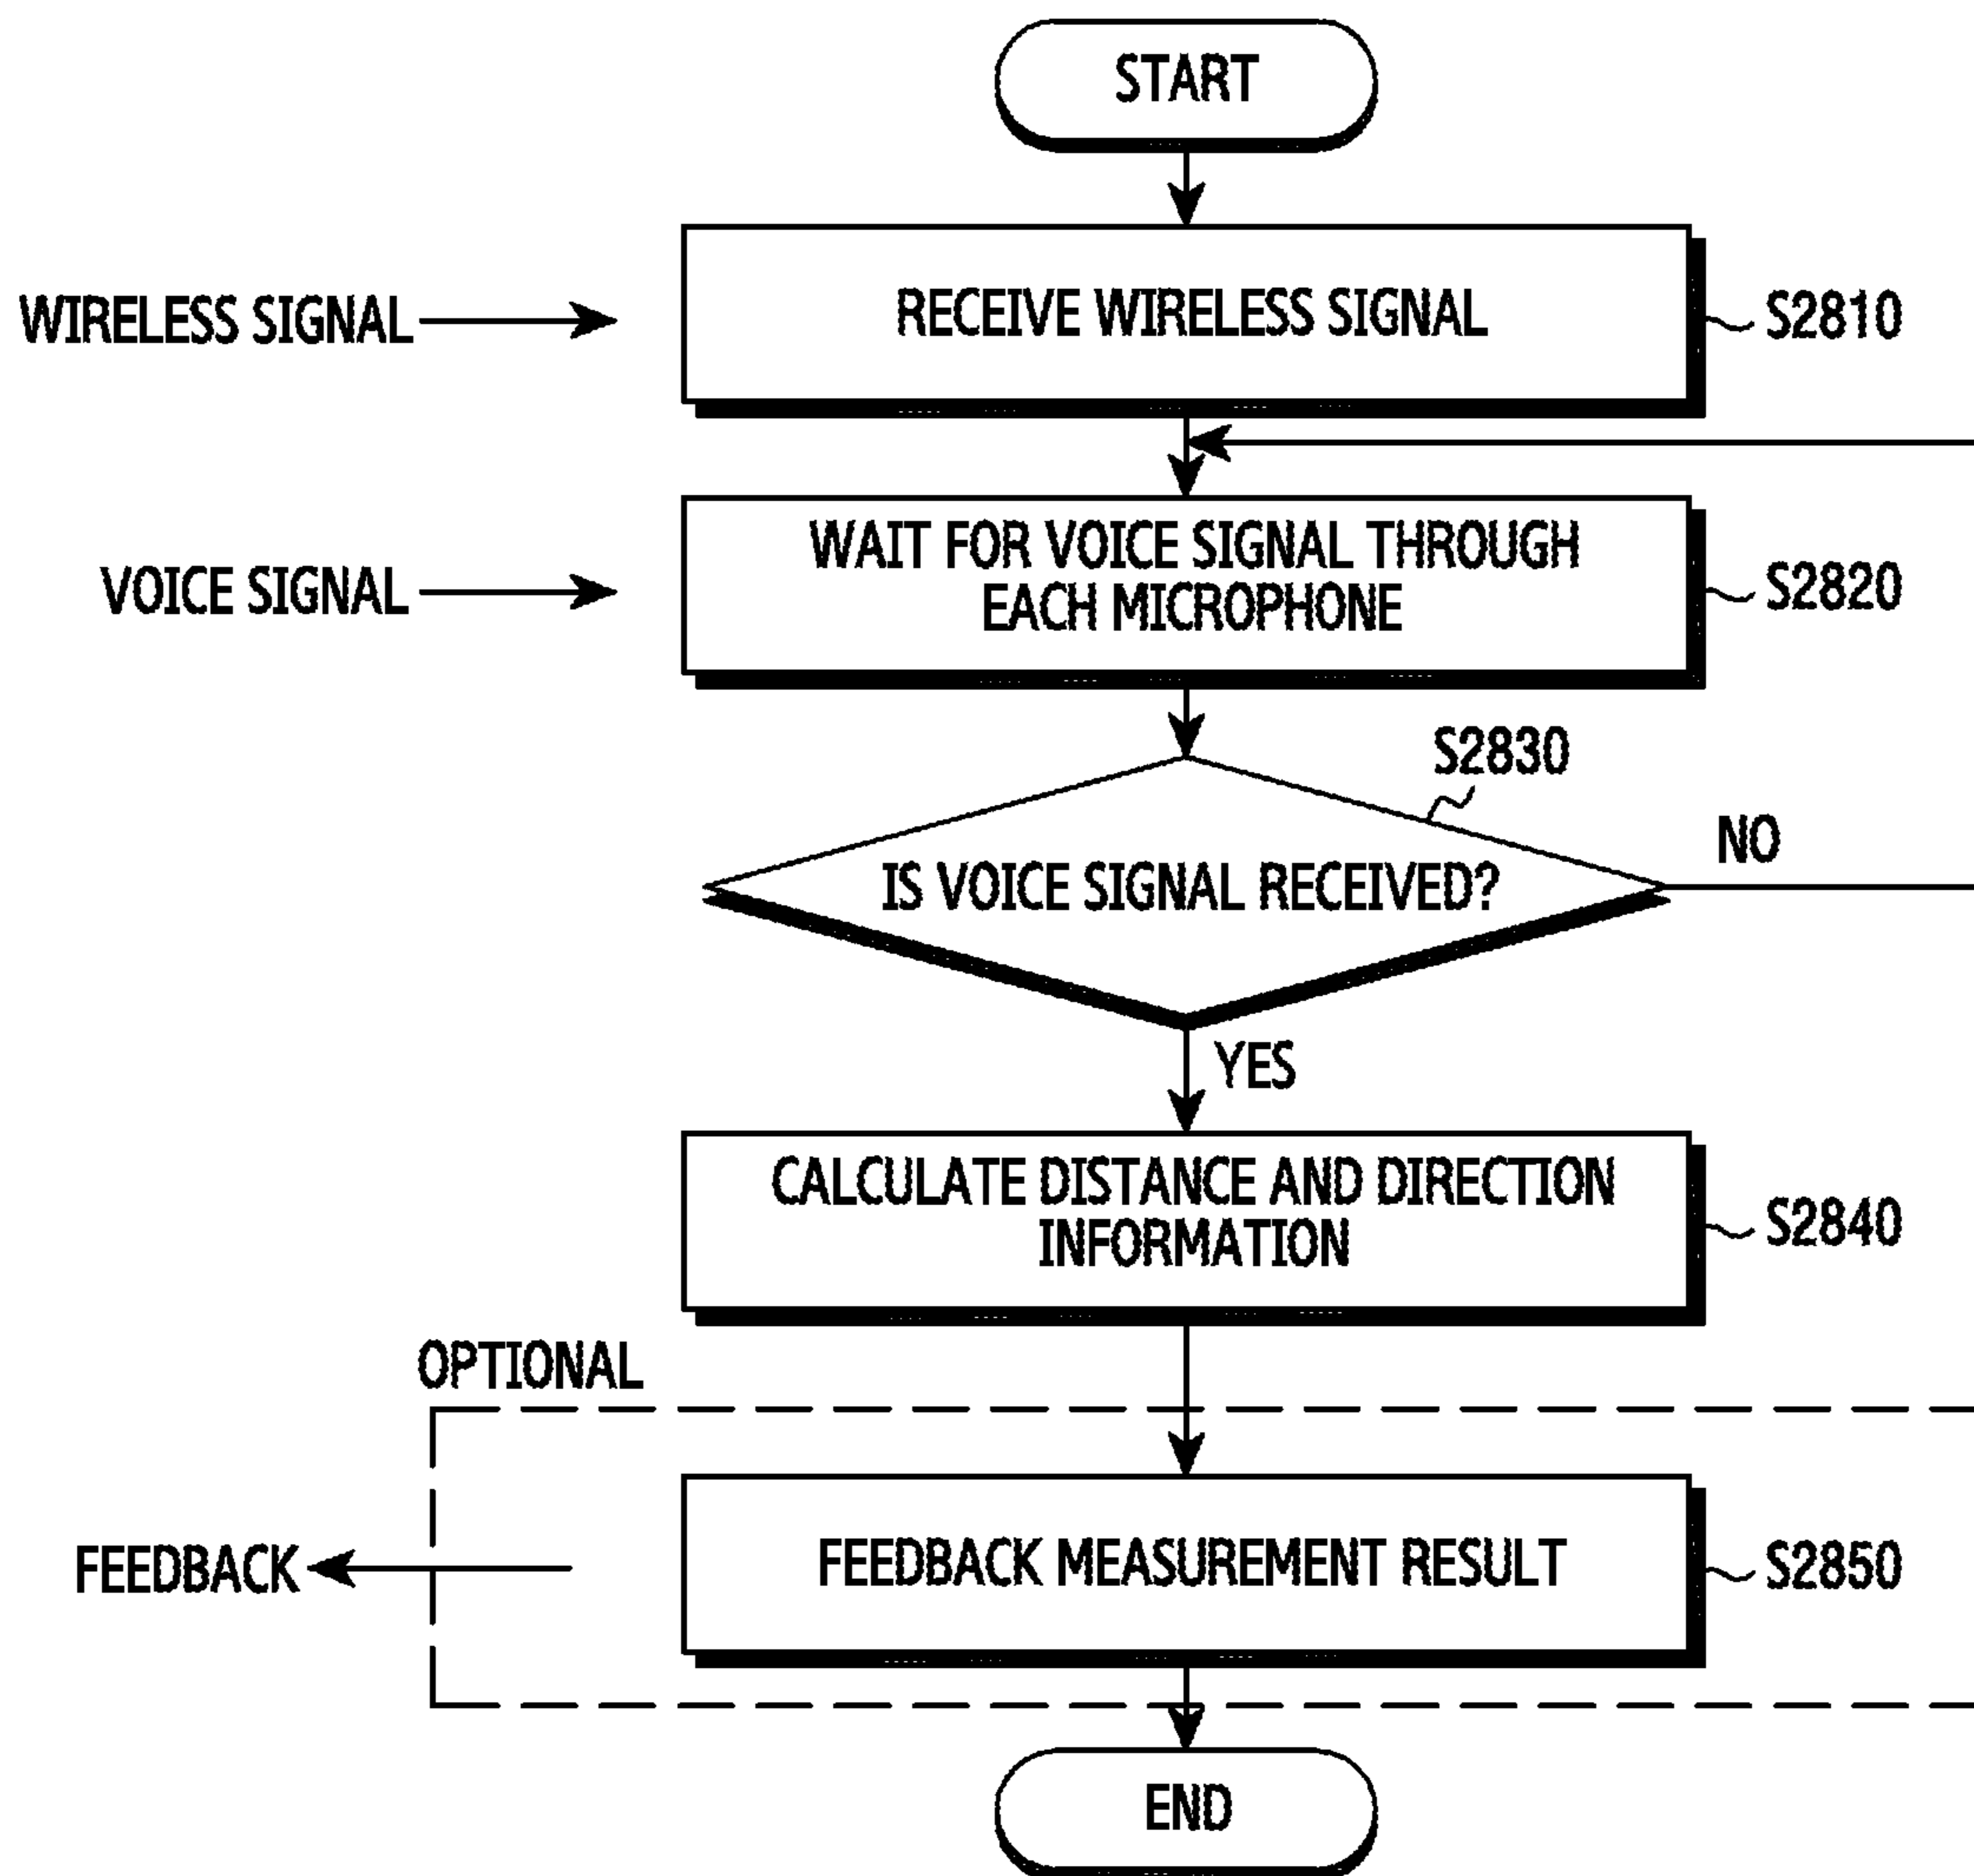 START
WIRELESS SIGNAL
RECEIVE WIRELESS SIGNAL
S2810
VOICE SIGNAL
WAIT FOR VOICE SIGNAL THROUGH
EACH MICROPHONE
S2820
S2830
IS VOICE SIGNAL RECEIVED?
NO
YES
CALCULATE DISTANCE AND DIRECTION
INFORMATION
S2840
OPTIONAL
FEEDBACK
FEEDBACK MEASUREMENT RESULT
S2850
END